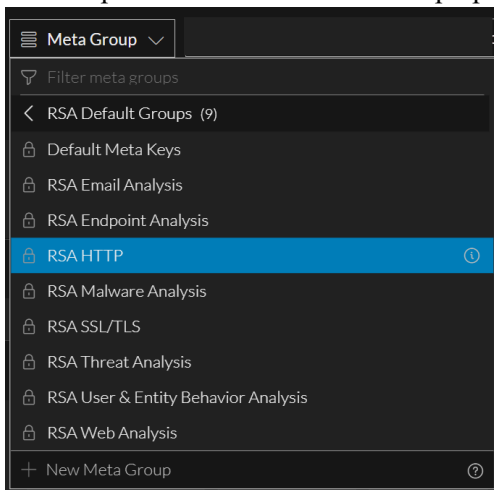 Meta Group
Filter meta groups
RSA Default Groups (9)
Default Meta Keys
RSA Email Analysis
RSA Endpoint Analysis
RSA HTTP
RSA Malware Analysis
RSA SSL/TLS
RSA Threat Analysis
RSA User & Entity Behavior Analysis
RSA Web Analysis
New Meta Group